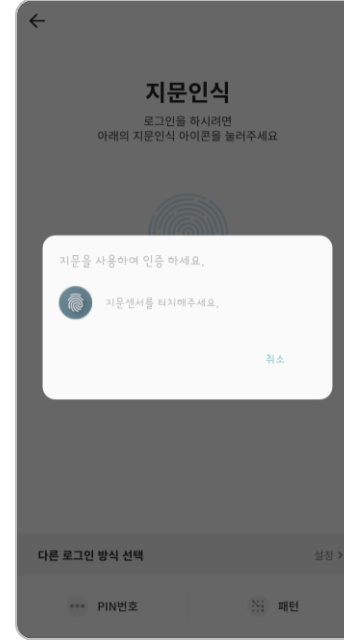 지문인식
로그인을 하시려면
아래의 지문인식 아이콘을 눌러주세요
지문을 사용하여 인증 하세요.
지문센서를 터치해주세요.
취소
다른 로그인 방식 선택
설정 >
PIN번호
패턴